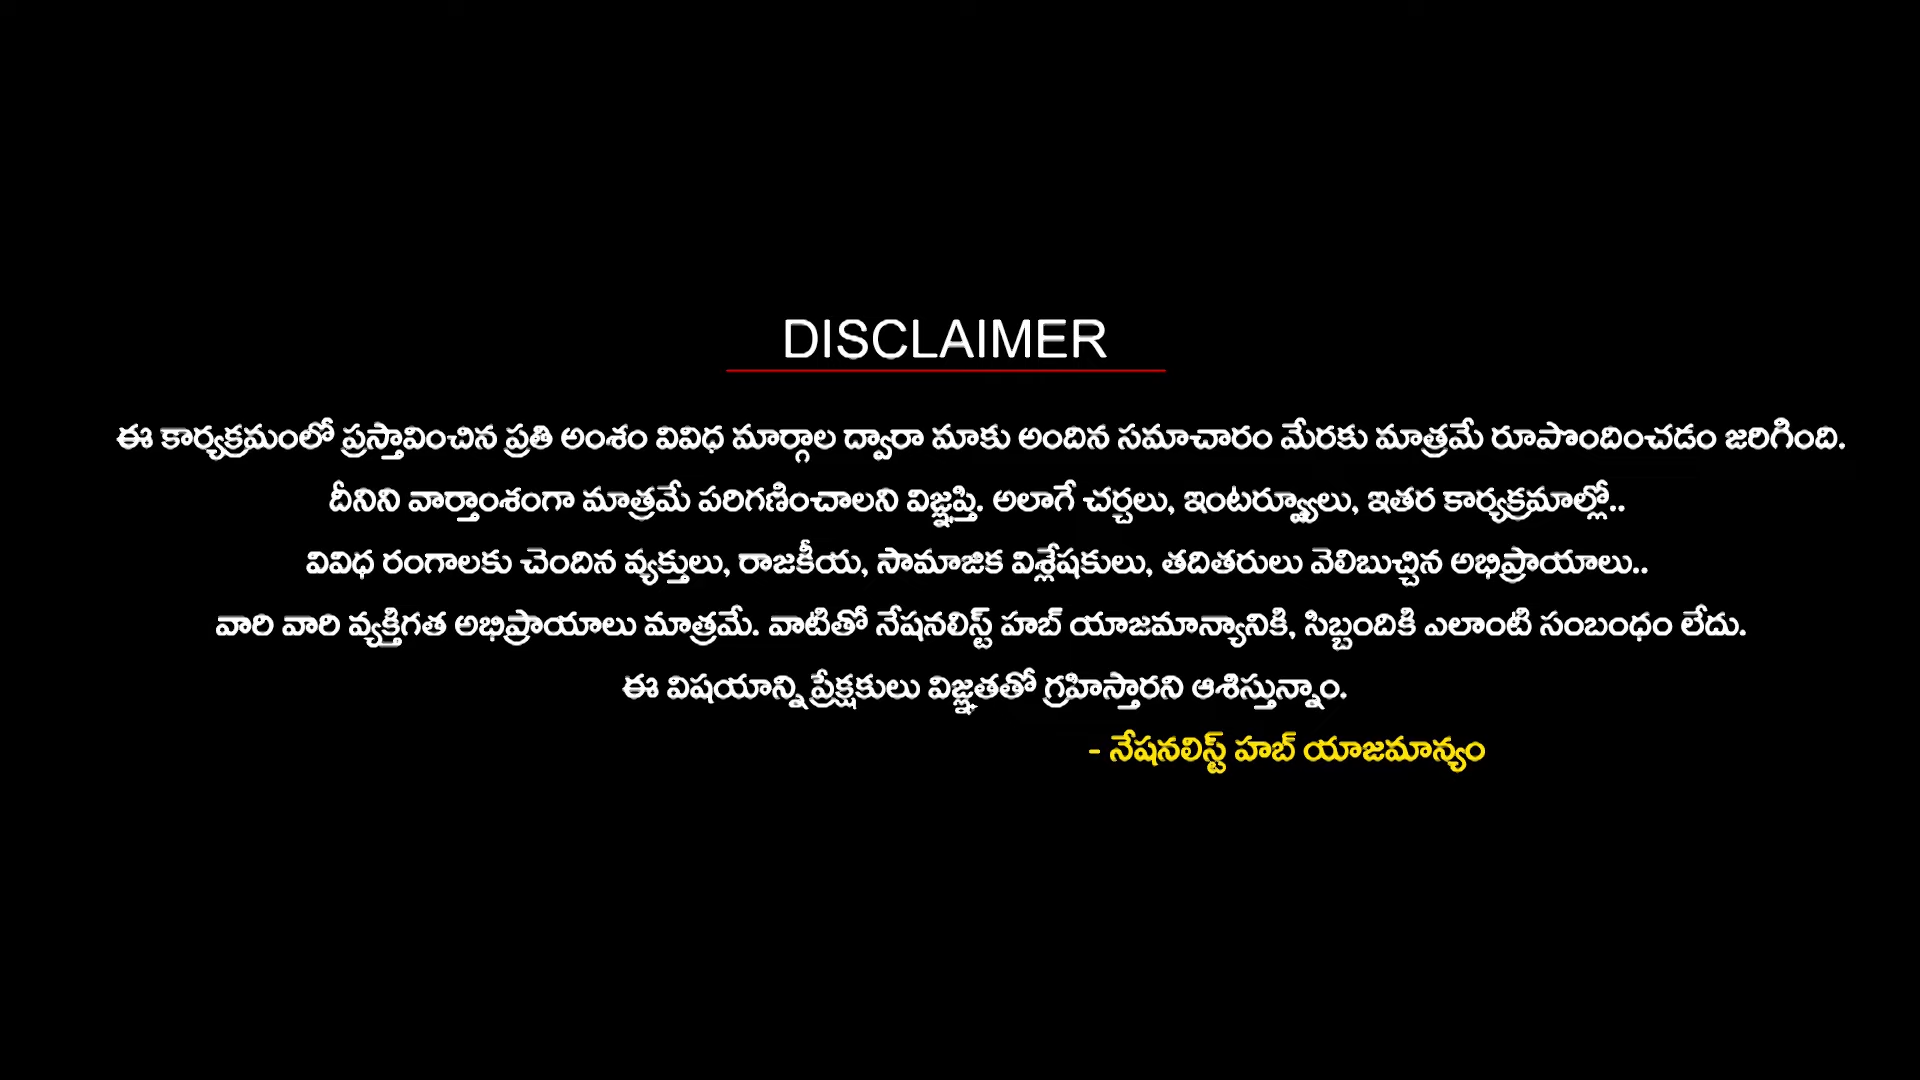 DISCLAIMER
ఈ కార్యక్రమంలో ప్రస్తావించిన ప్రతి అంశం వివిధ మార్గాల ద్వారా మాకు అందిన సమాచారం మేరకు మాత్రమే రూపొందించడం జరిగింది.
దీనిని వార్తాంశంగా మాత్రమే పరిగణించాలని విజ్ఞప్తి. అలాగే చర్చలు, ఇంటర్వ్యూలు, ఇతర కార్యక్రమాల్లో..
వివిధ రంగాలకు చెందిన వ్యక్తులు, రాజకీయ, సామాజిక విశ్లేషకులు, తదితరులు వెలిబుచ్చిన అభిప్రాయాలు..
వారి వారి వ్యక్తిగత అభిప్రాయాలు మాత్రమే. వాటితో నేషనలిస్ట్ హబ్ యాజమాన్యానికి, సిబ్బందికి ఎలాంటి సంబంధం లేదు.
ఈ విషయాన్ని ప్రేక్షకులు విజ్ఞతతో గ్రహిస్తారని ఆశిస్తున్నాం.
- నేషనలిస్ట్ హబ్ యాజమాన్యం